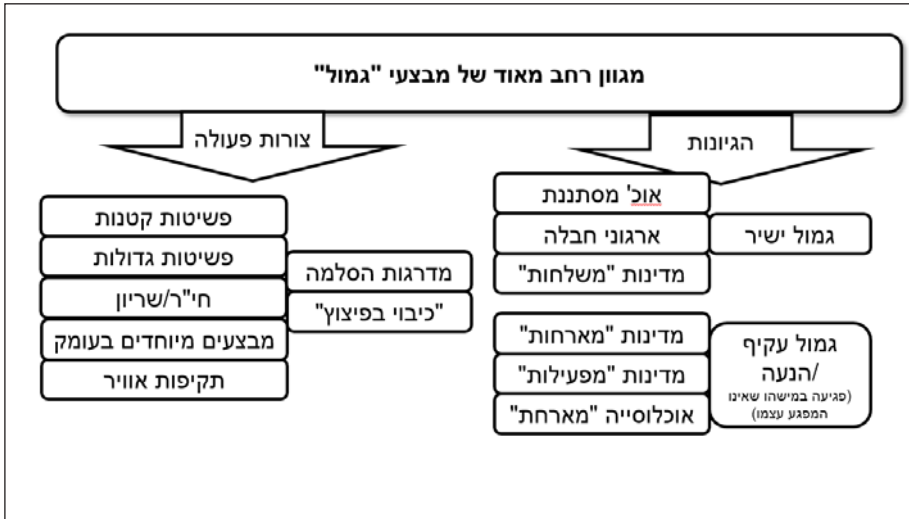 מגוון רחב מאוד של מבצעי "גמול"
הגיונות
גמול ישיר
אוכ' מסתננת
ארגוני חבלה
מדינות "משלחות"
גמול עקיף
/הנעה
(פגיעה במישהו שאינו
המפגע עצמו)
מדינות "מארחות"
מדינות "מפעילות"
אוכלוסייה "מארחת"
צורות פעולה
מדרגות הסלמה
"כיבוי בפיצוץ"
פשיטות קטנות
פשיטות גדולות
חי"ר/שריון
מבצעים מיוחדים בעומק
תקיפות אוויר